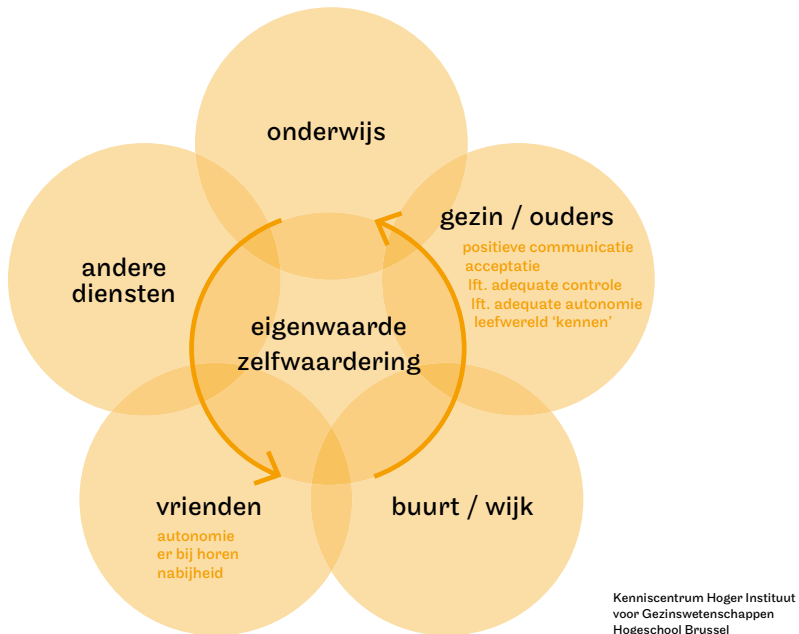 onderwijs
gezin / ouders
positieve communicatie
acceptatie
lft. adequate controle
lft. adequate autonomie
leefwereld ‘kennen’
andere
diensten
eigenwaarde
zelfwaardering
vrienden
autonomie
er bij horen
nabijheid
buurt / wijk
Kenniscentrum Hoger Instituut
voor Gezinswetenschappen
Hogeschool Brussel